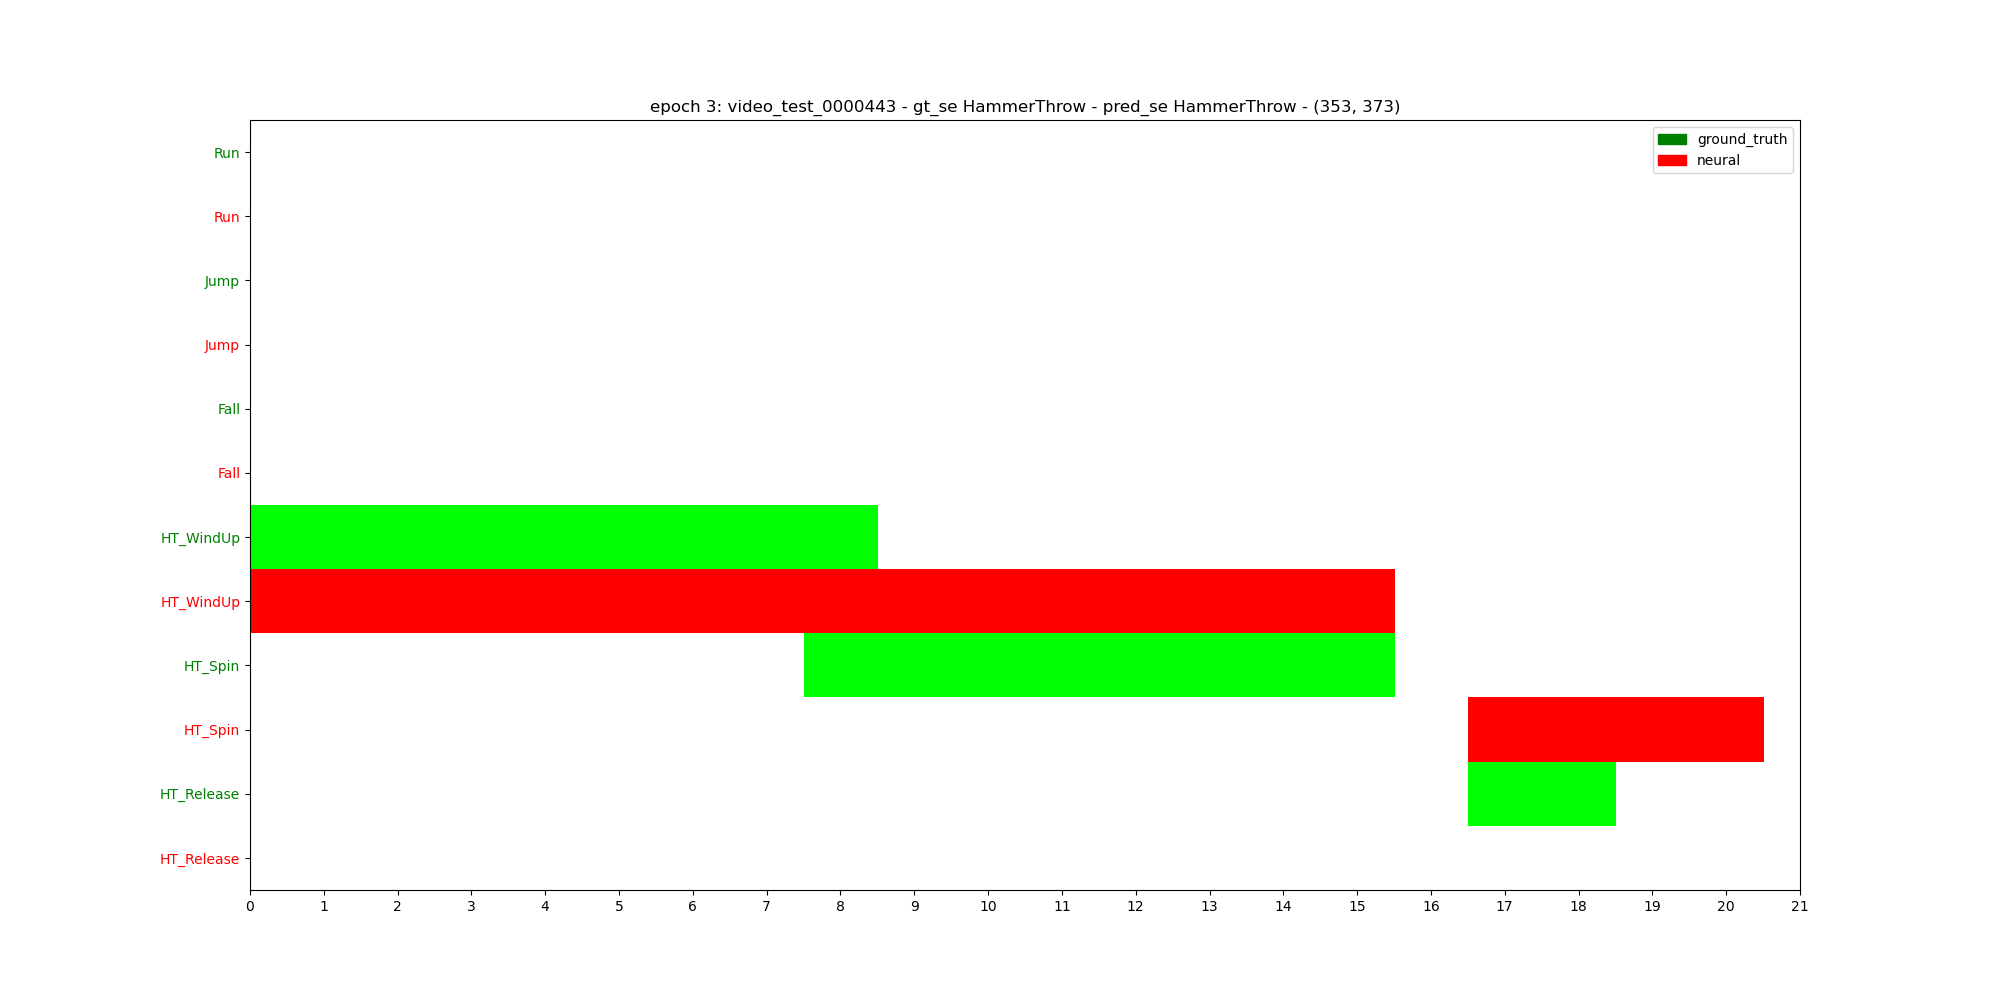 epoch 3: video_test_0000443 - gt_se HammerThrow - pred_se HammerThrow - (353, 373)
ground_truth
neural
Run
Run
Jump
Jump
Fall
Fall
HT_WindUp
HT_WindUp
HT_Spin
HT_Spin
HT_Release
HT_Release
0 1 2 3 4 5 6 7 8 9 10 11 12 13 14 15 16 17 18 19 20 21